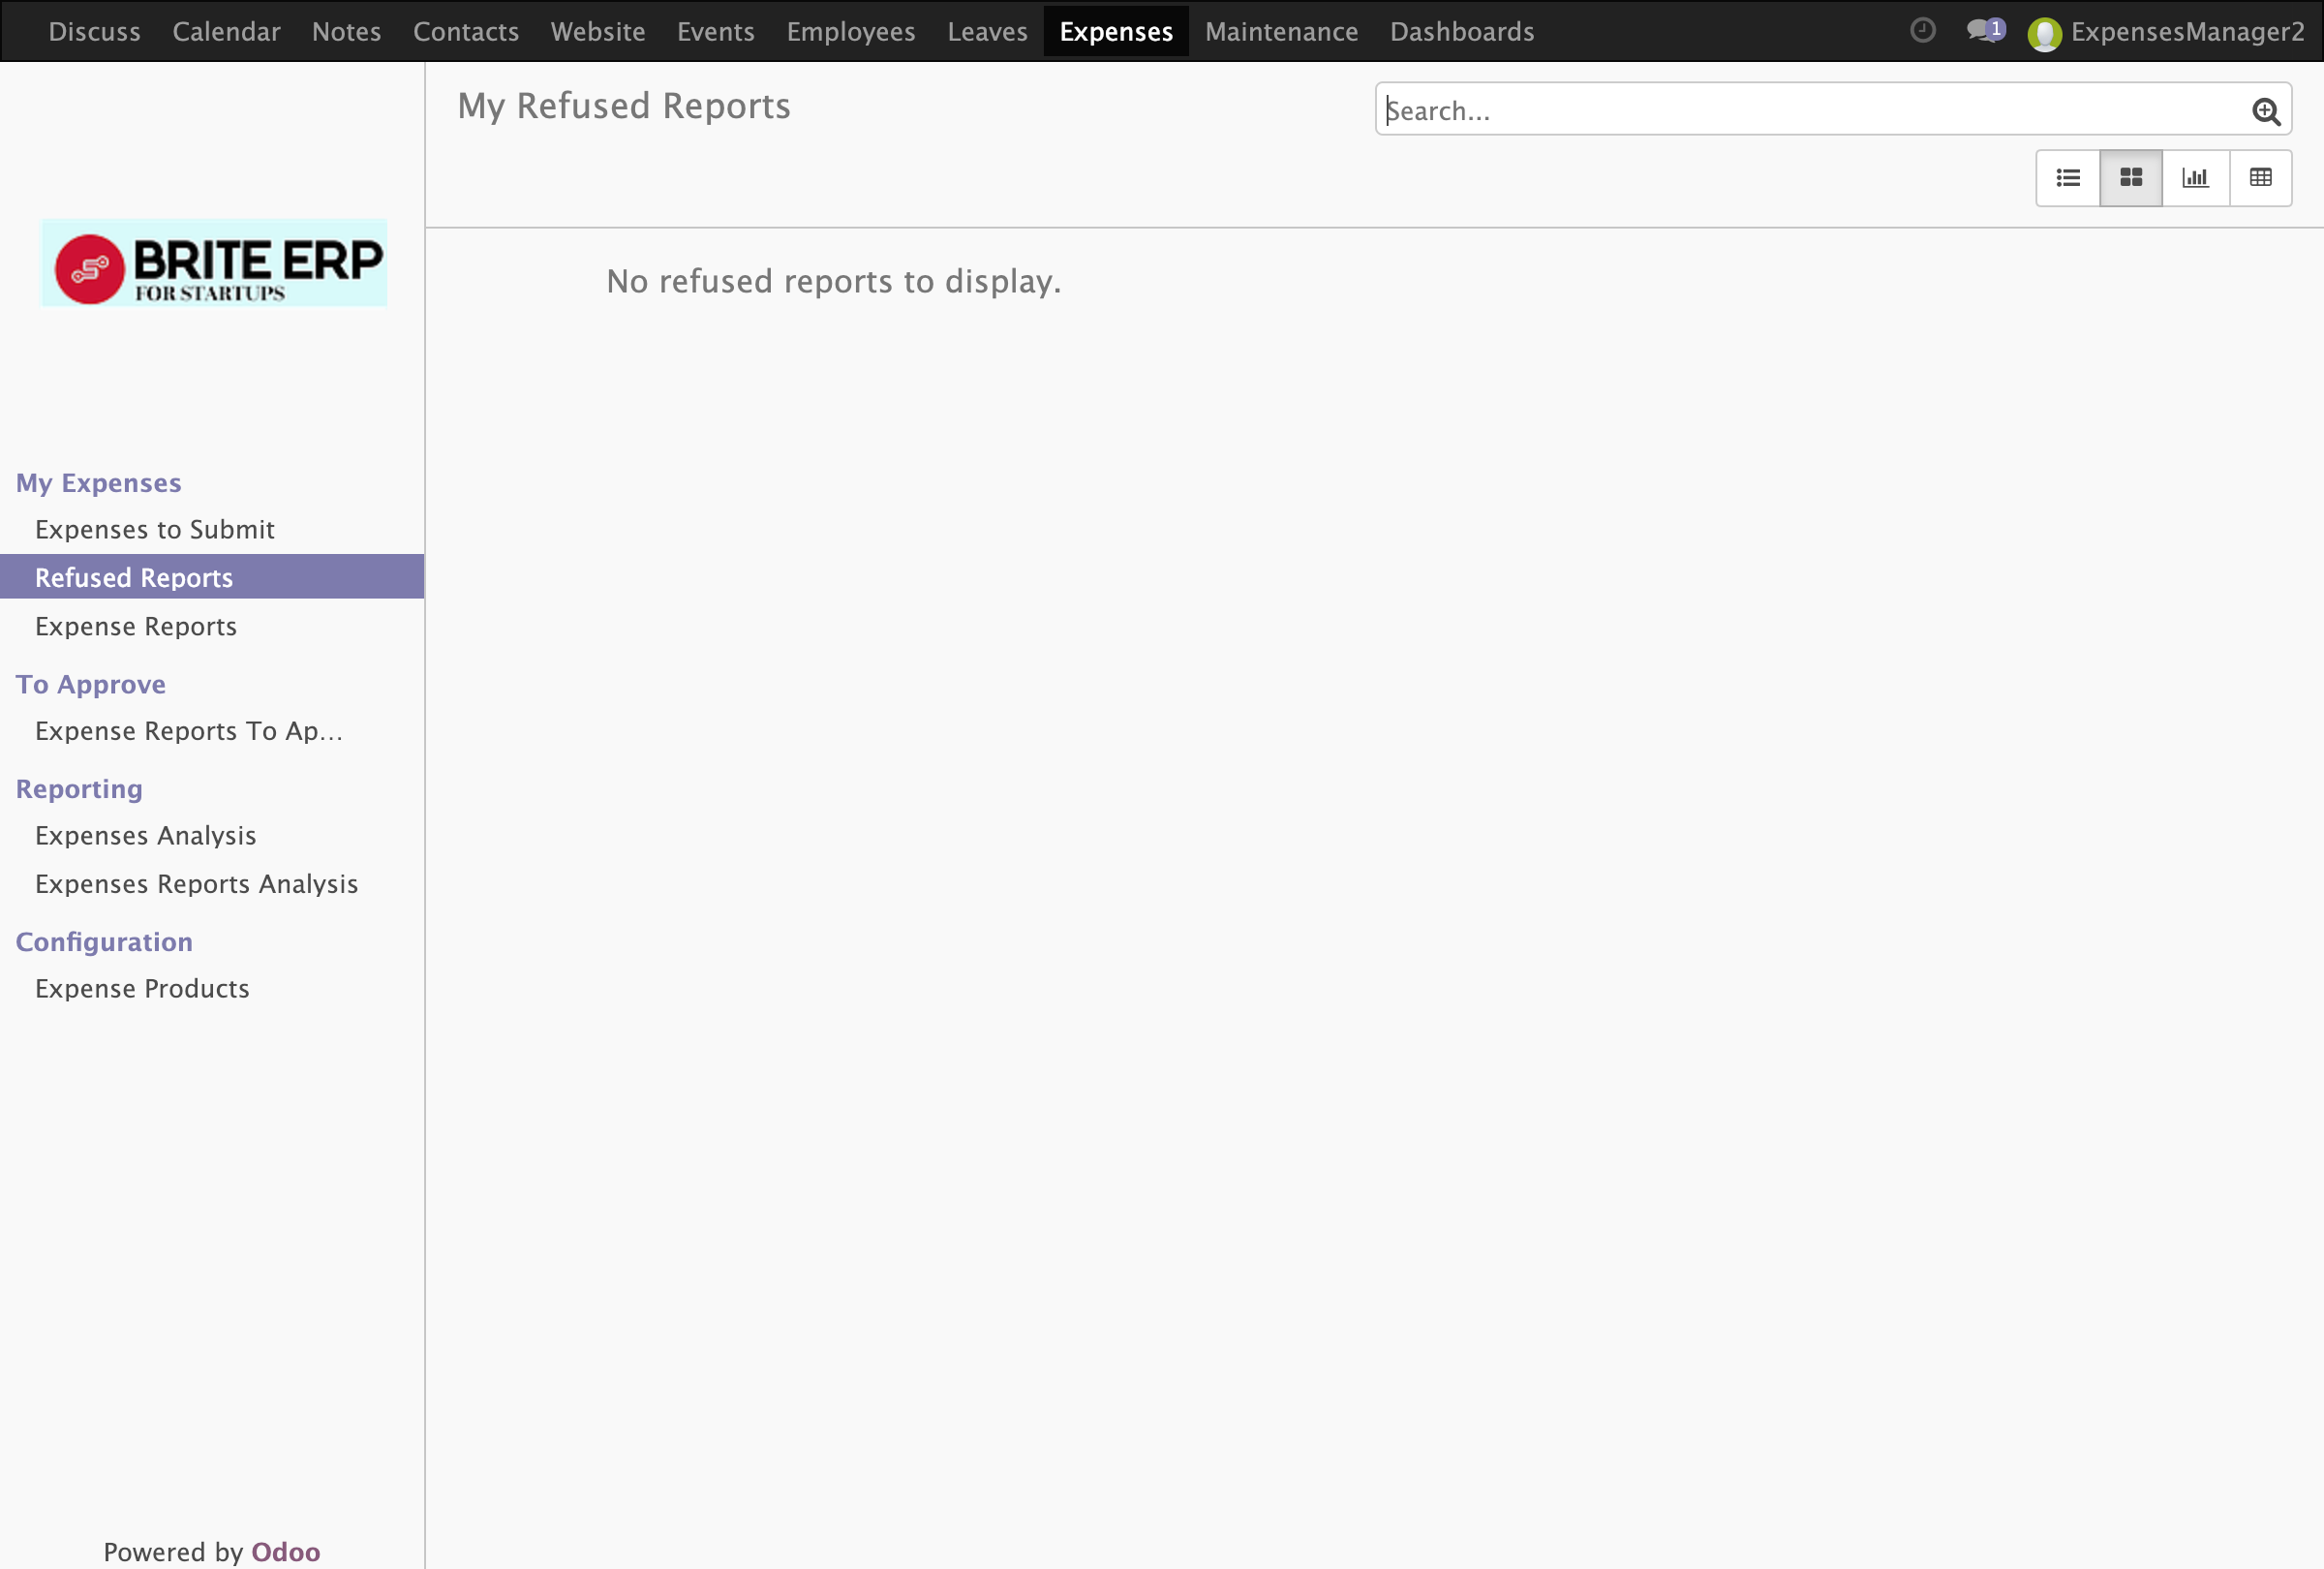 Discuss Calendar Notes Contacts Website Events Employees Leaves Expenses Maintenance Dashboards 1 ExpensesManager2
My Refused Reports
Search...
BRITE ERP
FOR STARTUPS
No refused reports to display.
My Expenses
Expenses to Submit
Refused Reports
Expense Reports
To Approve
Expense Reports To Ap...
Reporting
Expenses Analysis
Expenses Reports Analysis
Configuration
Expense Products
Powered by Odoo